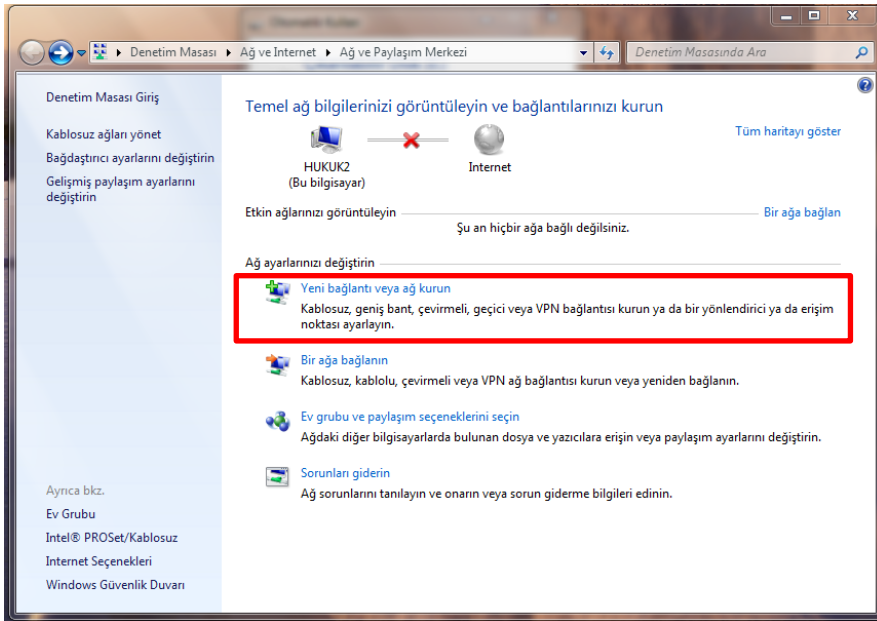 Denetim Masası Ağ ve Internet Ağ ve Paylaşım Merkezi Denetim Masasında Ara
Denetim Masası Giriş
Kablosuz ağları yönet
Bağdaştırıcı ayarlarını değiştirin
Gelişmiş paylaşım ayarlarını
değiştirin
Temel ağ bilgilerinizi görüntüleyin ve bağlantılarınızı kurun
Tüm haritayı göster
HUKUK2
(Bu bilgisayar)
Internet
Etkin ağlarınızı görüntüleyin
Bir ağa bağlan
Şu an hiçbir ağa bağlı değilsiniz.
Ağ ayarlarınızı değiştirin
Yeni bağlantı veya ağ kurun
Kablosuz, geniş bant, çevirmeli, geçici veya VPN bağlantısı kurun ya da bir yönlendirici ya da erişim
noktası ayarlayın.
Bir ağa bağlanın
Kablosuz, kablolu, çevirmeli veya VPN ağ bağlantısı kurun veya yeniden bağlanın.
Ev grubu ve paylaşım seçeneklerini seçin
Ağdaki diğer bilgisayarlarda bulunan dosya ve yazıcılara erişin veya paylaşım ayarlarını değiştirin.
Sorunları giderin
Ağ sorunlarını tanılayın ve onarın veya sorun giderme bilgileri edinin.
Ayrıca bkz.
Ev Grubu
Intel® PROSet/Kablosuz
Internet Seçenekleri
Windows Güvenlik Duvarı